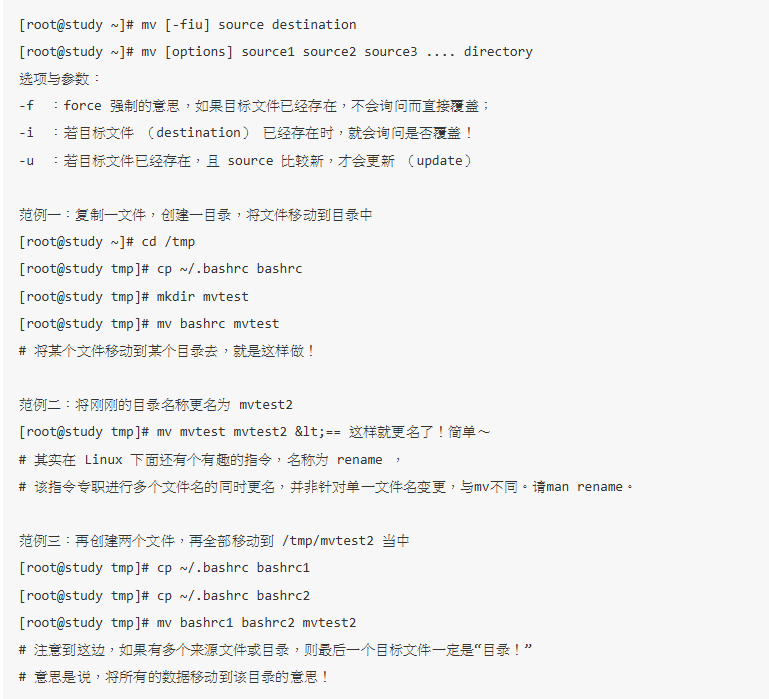 [root@study ~]# mv [-fiu] source destination
[root@study ~]# mv [options] source1 source2 source3 .... directory
选项与参数：
-f  ：force 强制的意思，如果目标文件已经存在，不会询问而直接覆盖；
-i  ：若目标文件 （destination） 已经存在时，就会询问是否覆盖！
-u  ：若目标文件已经存在，且 source 比较新，才会更新 （update）
范例一：复制一文件，创建一目录，将文件移动到目录中
[root@study ~]# cd /tmp
[root@study tmp]# cp ~/.bashrc bashrc
[root@study tmp]# mkdir mvtest
[root@study tmp]# mv bashrc mvtest
# 将某个文件移动到某个目录去，就是这样做！
范例二：将刚刚的目录名称更名为 mvtest2
[root@study tmp]# mv mvtest mvtest2 &lt;== 这样就更名了！简单～
# 其实在 Linux 下面还有个有趣的指令，名称为 rename ，
# 该指令专职进行多个文件名的同时更名，并非针对单一文件名变更，与mv不同。请man rename。
范例三：再创建两个文件，再全部移动到 /tmp/mvtest2 当中
[root@study tmp]# cp ~/.bashrc bashrc1
[root@study tmp]# cp ~/.bashrc bashrc2
[root@study tmp]# mv bashrc1 bashrc2 mvtest2
# 注意到这边，如果有多个来源文件或目录，则最后一个目标文件一定是“目录！”
# 意思是说，将所有的数据移动到该目录的意思！